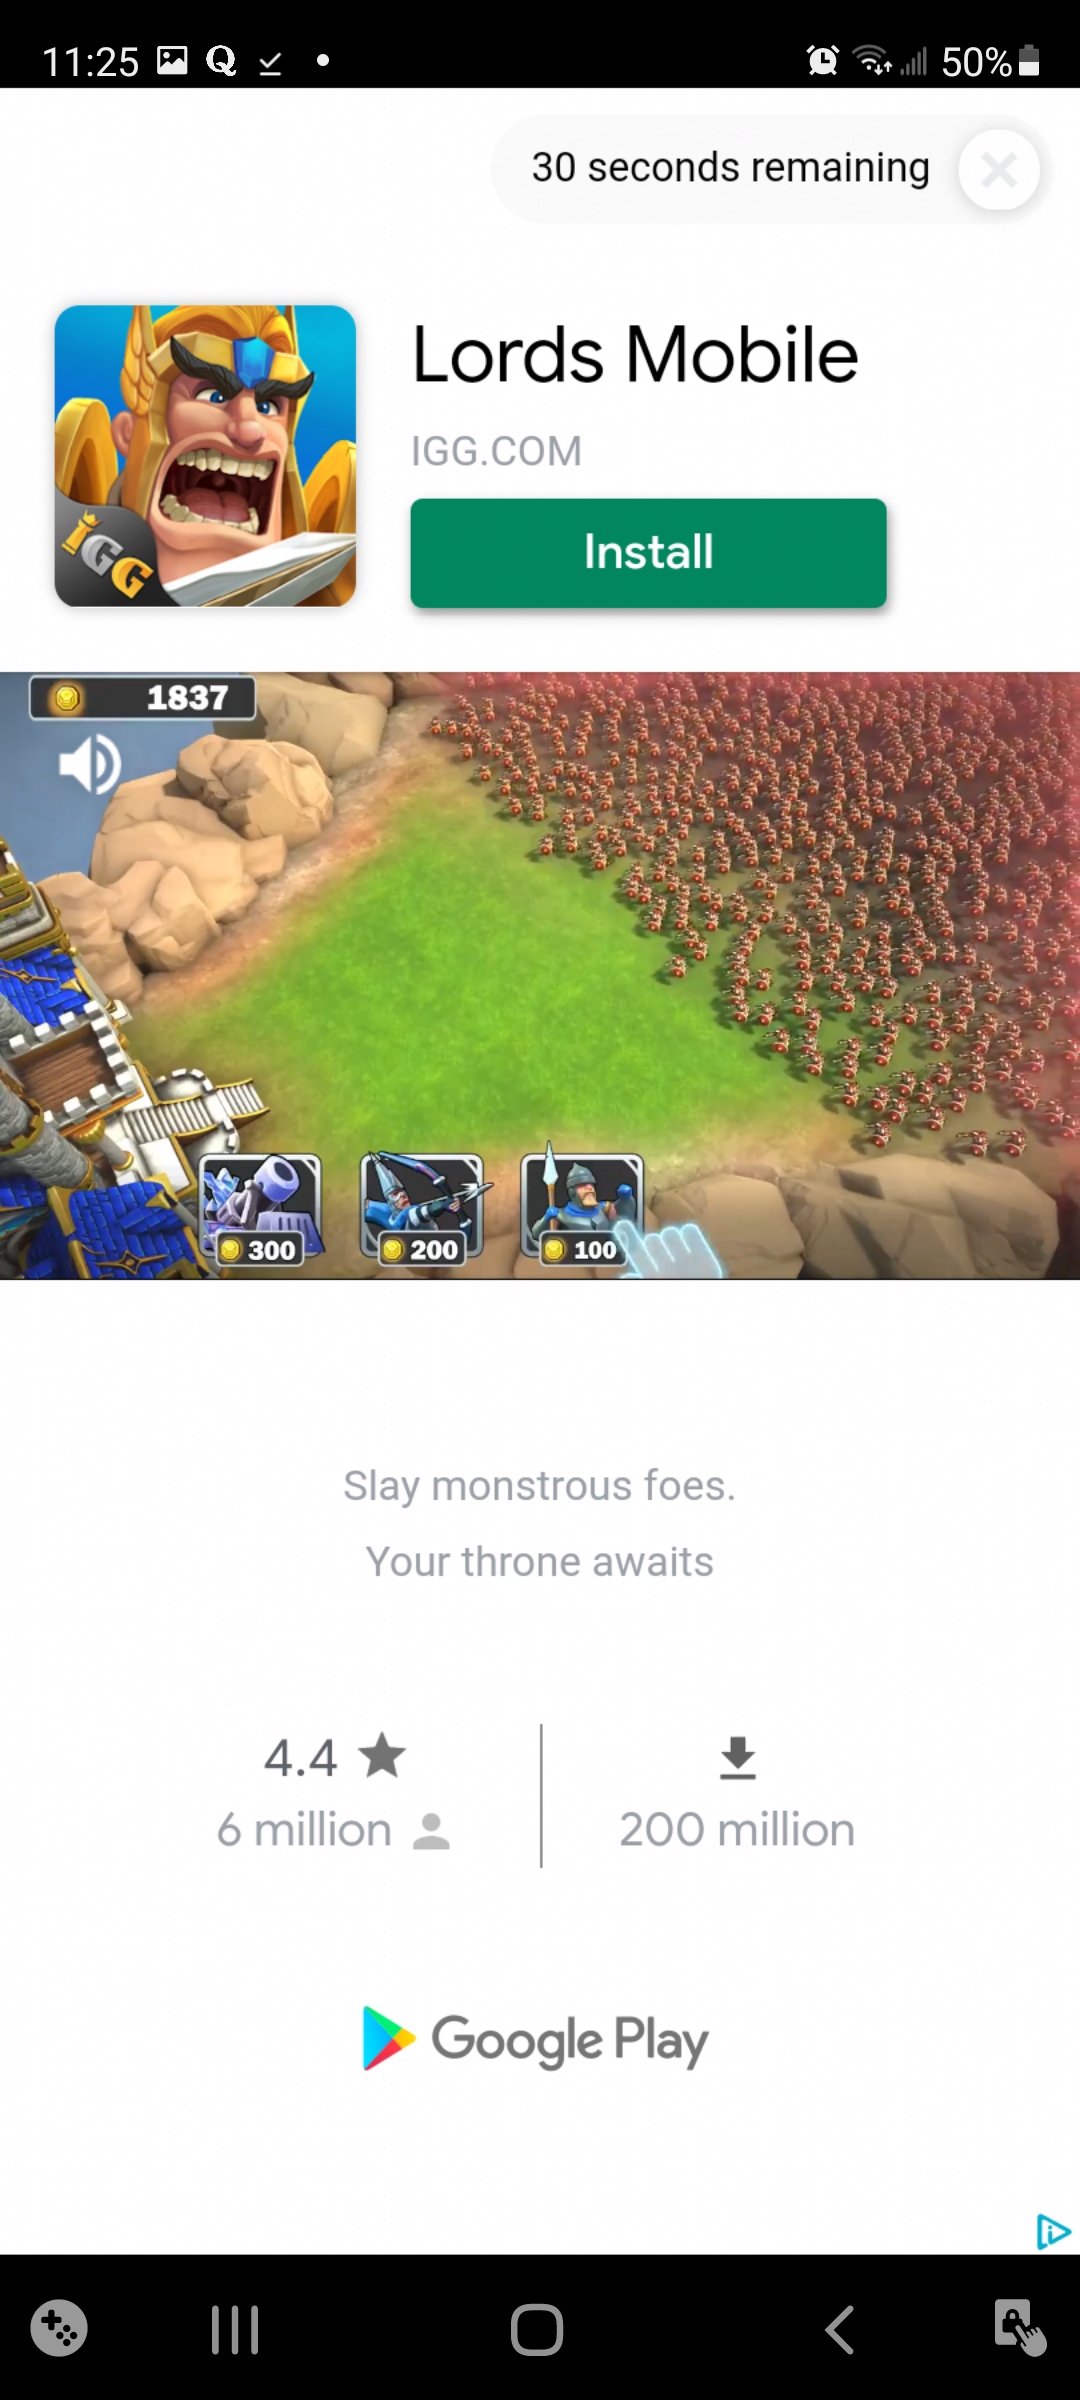 11:25 50%
30 seconds remaining
Lords Mobile
IGG.COM
Install
IGG
1837
300 200 100
Slay monstrous foes.
Your throne awaits
4.4
6 million
200 million
Google Play